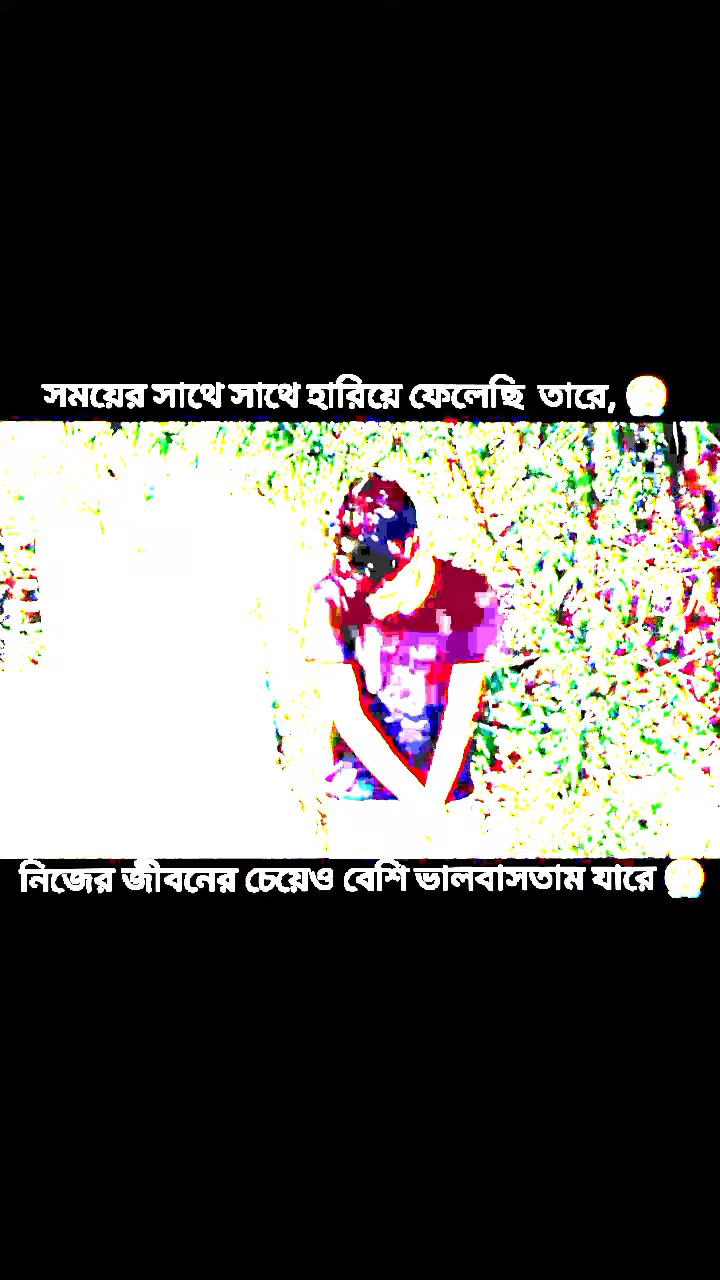 সময়ের সাথে সাথে হারিয়ে ফেলেছি তারে,
নিজের জীবনের চেয়েও বেশি ভালবাসতাম যারে